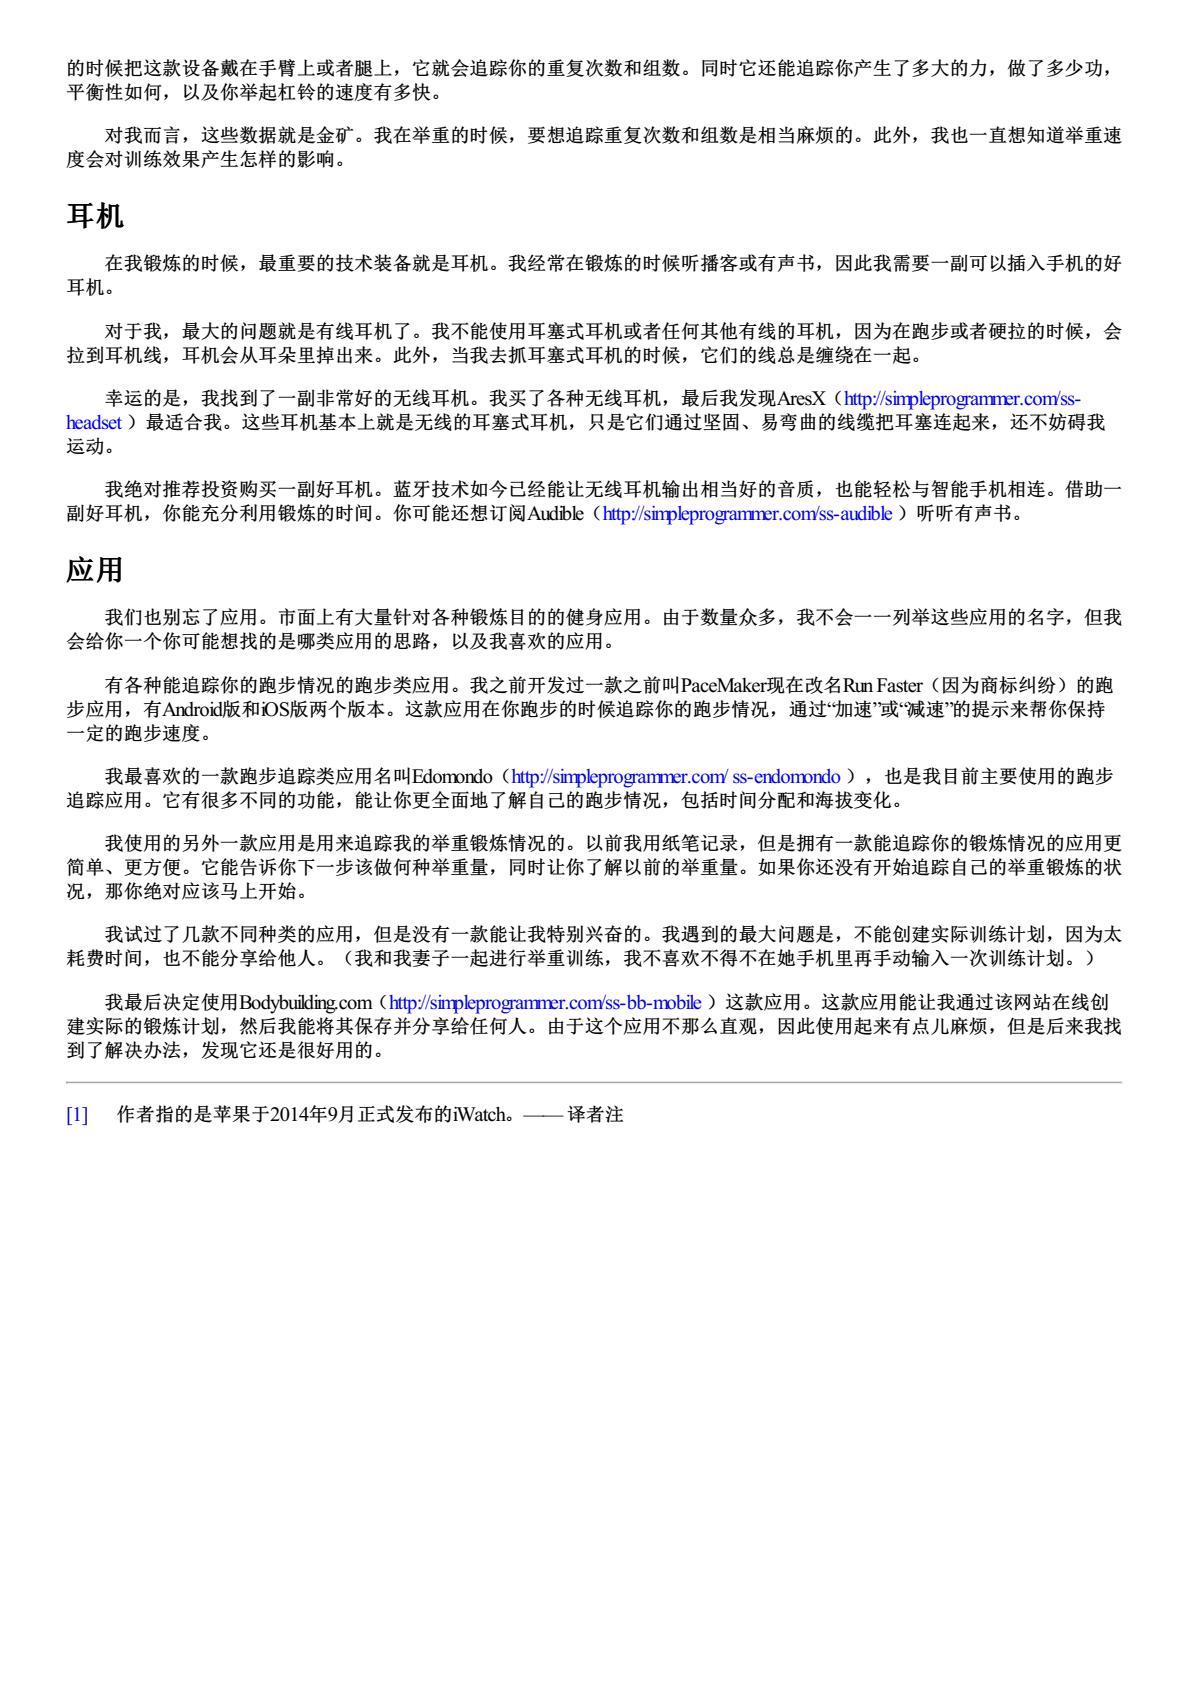 的时候把这款设备戴在手臂上或者腿上，它就会追踪你的重复次数和组数。同时它还能追踪你产生了多大的力，做了多少功，
平衡性如何，以及你举起杠铃的速度有多快。
对我而言，这些数据就是金矿。我在举重的时候，要想追踪重复次数和组数是相当麻烦的。此外，我也一直想知道举重速
度会对训练效果产生怎样的影响。
耳机
在我锻炼的时候，最重要的技术装备就是耳机。我经常在锻炼的时候听播客或有声书，因此我需要一副可以插入手机的好
耳机。
对于我，最大的问题就是有线耳机了。我不能使用耳塞式耳机或者任何其他有线的耳机，因为在跑步或者硬拉的时候，会
拉到耳机线，耳机会从耳朵里掉出来。此外，当我去抓耳塞式耳机的时候，它们的线总是缠绕在一起。
幸运的是，我找到了一副非常好的无线耳机。我买了各种无线耳机，最后我发现AresX（http://simpleprogrammer.com/ss-
headset ）最适合我。这些耳机基本上就是无线的耳塞式耳机，只是它们通过坚固、易弯曲的线缆把耳塞连起来，还不妨碍我
运动。
我绝对推荐投资购买一副好耳机。蓝牙技术如今已经能让无线耳机输出相当好的音质，也能轻松与智能手机相连。借助一
副好耳机，你能充分利用锻炼的时间。你可能还想订阅Audible（http://simpleprogrammer.com/ss-audible ）听听有声书。
应用
我们也别忘了应用。市面上有大量针对各种锻炼目的的健身应用。由于数量众多，我不会一一列举这些应用的名字，但我
会给你一个你可能想找的是哪类应用的思路，以及我喜欢的应用。
有各种能追踪你的跑步情况的跑步类应用。我之前开发过一款之前叫PaceMaker现在改名Run Faster（因为商标纠纷）的跑
步应用，有Android版和iOS版两个版本。这款应用在你跑步的时候追踪你的跑步情况，通过“加速”或“减速”的提示来帮你保持
一定的跑步速度。
我最喜欢的一款跑步追踪类应用名叫Edomondo（http://simpleprogrammer.com/ ss-endomondo ），也是我目前主要使用的跑步
追踪应用。它有很多不同的功能，能让你更全面地了解自己的跑步情况，包括时间分配和海拔变化。
我使用的另外一款应用是用来追踪我的举重锻炼情况的。以前我用纸笔记录，但是拥有一款能追踪你的锻炼情况的应用更
简单、更方便。它能告诉你下一步该做何种举重量，同时让你了解以前的举重量。如果你还没有开始追踪自己的举重锻炼的状
况，那你绝对应该马上开始。
我试过了几款不同种类的应用，但是没有一款能让我特别兴奋的。我遇到的最大问题是，不能创建实际训练计划，因为太
耗费时间，也不能分享给他人。（我和我妻子一起进行举重训练，我不喜欢不得不在她手机里再手动输入一次训练计划。）
我最后决定使用Bodybuilding.com（http://simpleprogrammer.com/ss-bb-mobile ）这款应用。这款应用能让我通过该网站在线创
建实际的锻炼计划，然后我能将其保存并分享给任何人。由于这个应用不那么直观，因此使用起来有点儿麻烦，但是后来我找
到了解决办法，发现它还是很好用的。
[1] 作者指的是苹果于2014年9月正式发布的iWatch。—— 译者注